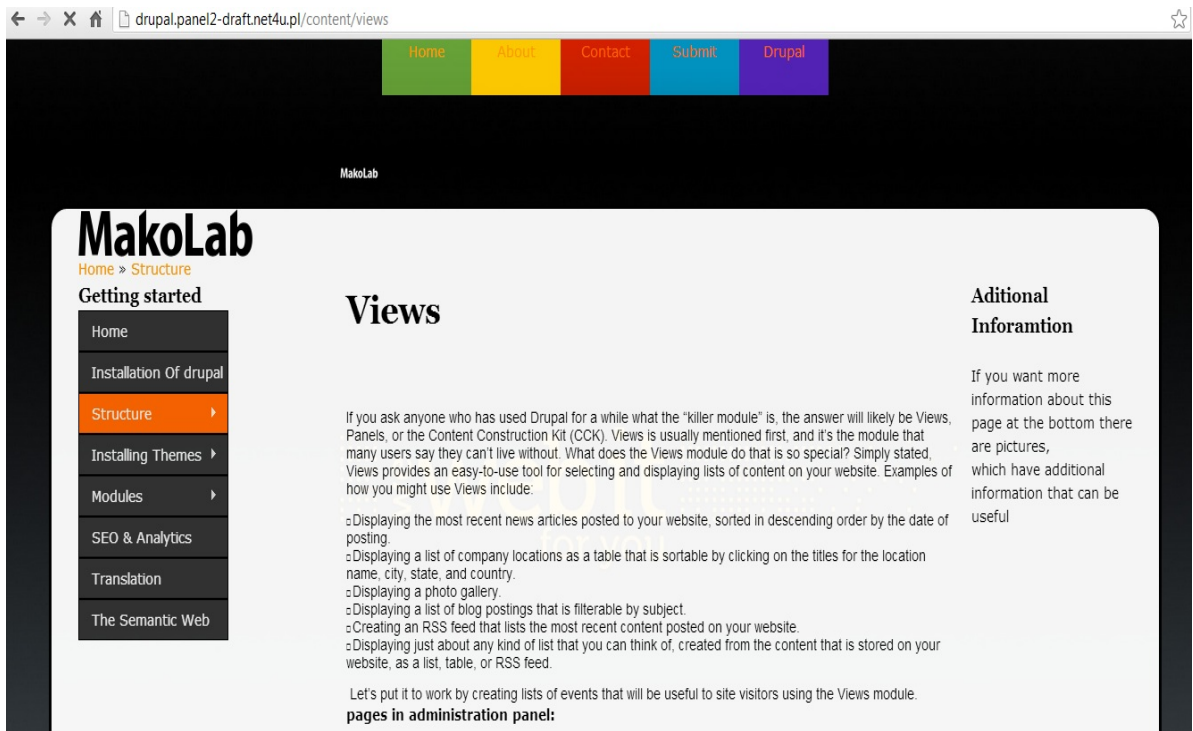 drupal.panel2-draft.net4u.pl/content/views
Home About Contact Submit Drupal
MakoLab
MakoLab
Home » Structure
Getting started
Home
Installation Of drupal
Structure
Installing Themes
Modules
SEO & Analytics
Translation
The Semantic Web
Views
If you ask anyone who has used Drupal for a while what the “killer module” is, the answer will likely be Views,
Panels, or the Content Construction Kit (CCK). Views is usually mentioned first, and it’s the module that
many users say they can’t live without. What does the Views module do that is so special? Simply stated,
Views provides an easy-to-use tool for selecting and displaying lists of content on your website. Examples of
how you might use Views include:
▫Displaying the most recent news articles posted to your website, sorted in descending order by the date of
posting.
▫Displaying a list of company locations as a table that is sortable by clicking on the titles for the location
name, city, state, and country.
▫Displaying a photo gallery.
▫Displaying a list of blog postings that is filterable by subject.
▫Creating an RSS feed that lists the most recent content posted on your website.
▫Displaying just about any kind of list that you can think of, created from the content that is stored on your
website, as a list, table, or RSS feed.
Let’s put it to work by creating lists of events that will be useful to site visitors using the Views module.
pages in administration panel:
for you
Aditional
Inforamtion
If you want more
information about this
page at the bottom there
are pictures,
which have additional
information that can be
useful